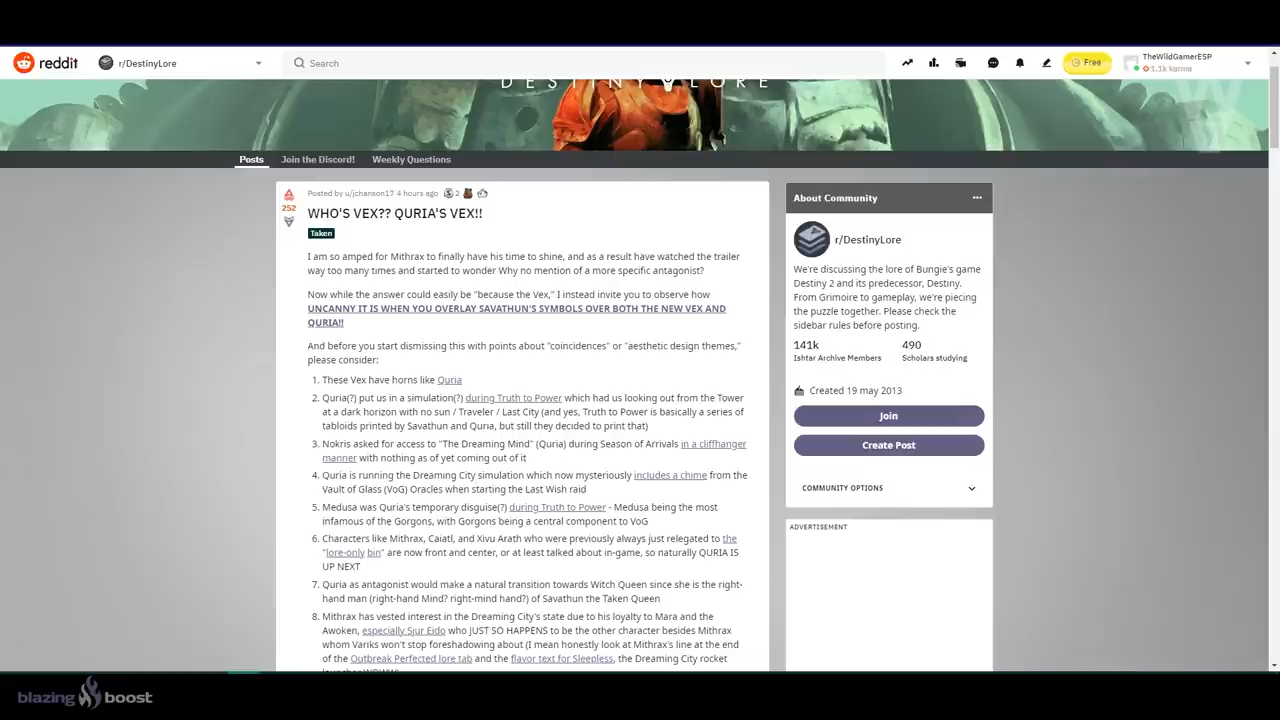 reddit
r/DestinyLore
Search
Free
TheWildGamerESP
1.1k karma
DESTINY LORE
Posts
Join the Discord!
Weekly Questions
252
Posted by u/jchanson17 4 hours ago
2
WHO'S VEX?? QURIA'S VEX!!
Taken
I am so amped for Mithrax to finally have his time to shine, and as a result have watched the trailer
way too many times and started to wonder Why no mention of a more specific antagonist?
Now while the answer could easily be "because the Vex," I instead invite you to observe how
UNCANNY IT IS WHEN YOU OVERLAY SAVATHUN'S SYMBOLS OVER BOTH THE NEW VEX AND
QURIA!!
And before you start dismissing this with points about "coincidences" or "aesthetic design themes,"
please consider:
1. These Vex have horns like Quria
2. Quria(?) put us in a simulation(?) during Truth to Power which had us looking out from the Tower
at a dark horizon with no sun / Traveler / Last City (and yes, Truth to Power is basically a series of
tabloids printed by Savathun and Quria, but still they decided to print that)
3. Nokris asked for access to "The Dreaming Mind" (Quria) during Season of Arrivals in a cliffhanger
manner with nothing as of yet coming out of it
4. Quria is running the Dreaming City simulation which now mysteriously includes a chime from the
Vault of Glass (VoG) Oracles when starting the Last Wish raid
5. Medusa was Quria's temporary disguise(?) during Truth to Power - Medusa being the most
infamous of the Gorgons, with Gorgons being a central component to VoG
6. Characters like Mithrax, Caiatl, and Xivu Arath who were previously always just relegated to the
"lore-only bin" are now front and center, or at least talked about in-game, so naturally QURIA IS
UP NEXT
7. Quria as antagonist would make a natural transition towards Witch Queen since she is the right-
hand man (right-hand Mind? right-mind hand?) of Savathun the Taken Queen
8. Mithrax has vested interest in the Dreaming City's state due to his loyalty to Mara and the
Awoken, especially Sjur Eido who JUST SO HAPPENS to be the other character besides Mithrax
whom Variks won't stop foreshadowing about (I mean honestly look at Mithrax's line at the end
of the Outbreak Perfected lore tab and the flavor text for Sleepless, the Dreaming City rocket
About Community
r/DestinyLore
We're discussing the lore of Bungie's game
Destiny 2 and its predecessor, Destiny.
From Grimoire to gameplay, we're piecing
the puzzle together. Please check the
sidebar rules before posting.
141k
Ishtar Archive Members
490
Scholars studying
Created 19 may 2013
Join
Create Post
COMMUNITY OPTIONS
ADVERTISEMENT
blazing boost